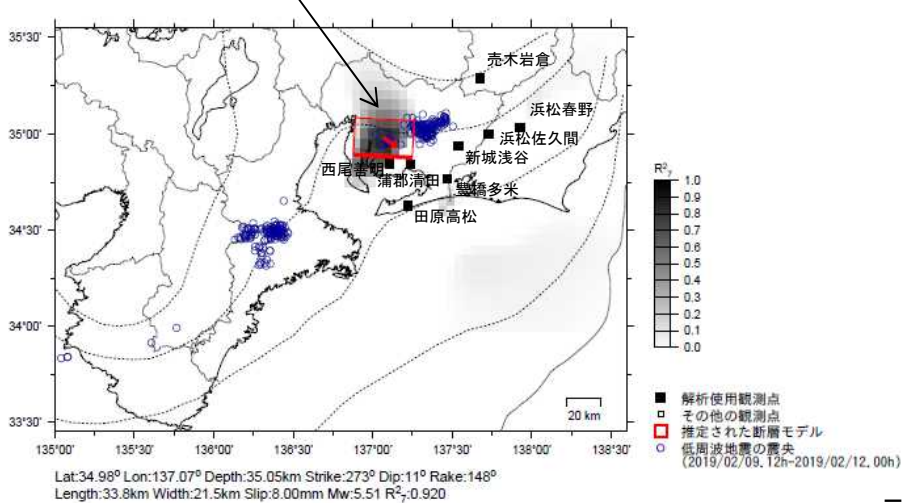 35°30'
35°00'
34°30'
34°00'
33°30'
135°00'
135°30'
136°00'
136°30'
137°00'
137°30'
138°00'
138°30'
売木岩倉
浜松春野
浜松佐久間
新城浅谷
西尾善明
蒲郡清田
豊橋多米
田原高松
20 km
R²₇
1.0
0.9
0.8
0.7
0.6
0.5
0.4
0.3
0.2
0.1
0.0
解析使用観測点
その他の観測点
推定された断層モデル
低周波地震の震央
(2019/02/09.12h-2019/02/12.00h)
Lat:34.98° Lon:137.07° Depth:35.05km Strike:273° Dip:11° Rake:148°
Length:33.8km Width:21.5km Slip:8.00mm Mw:5.51 R²₇:0.920